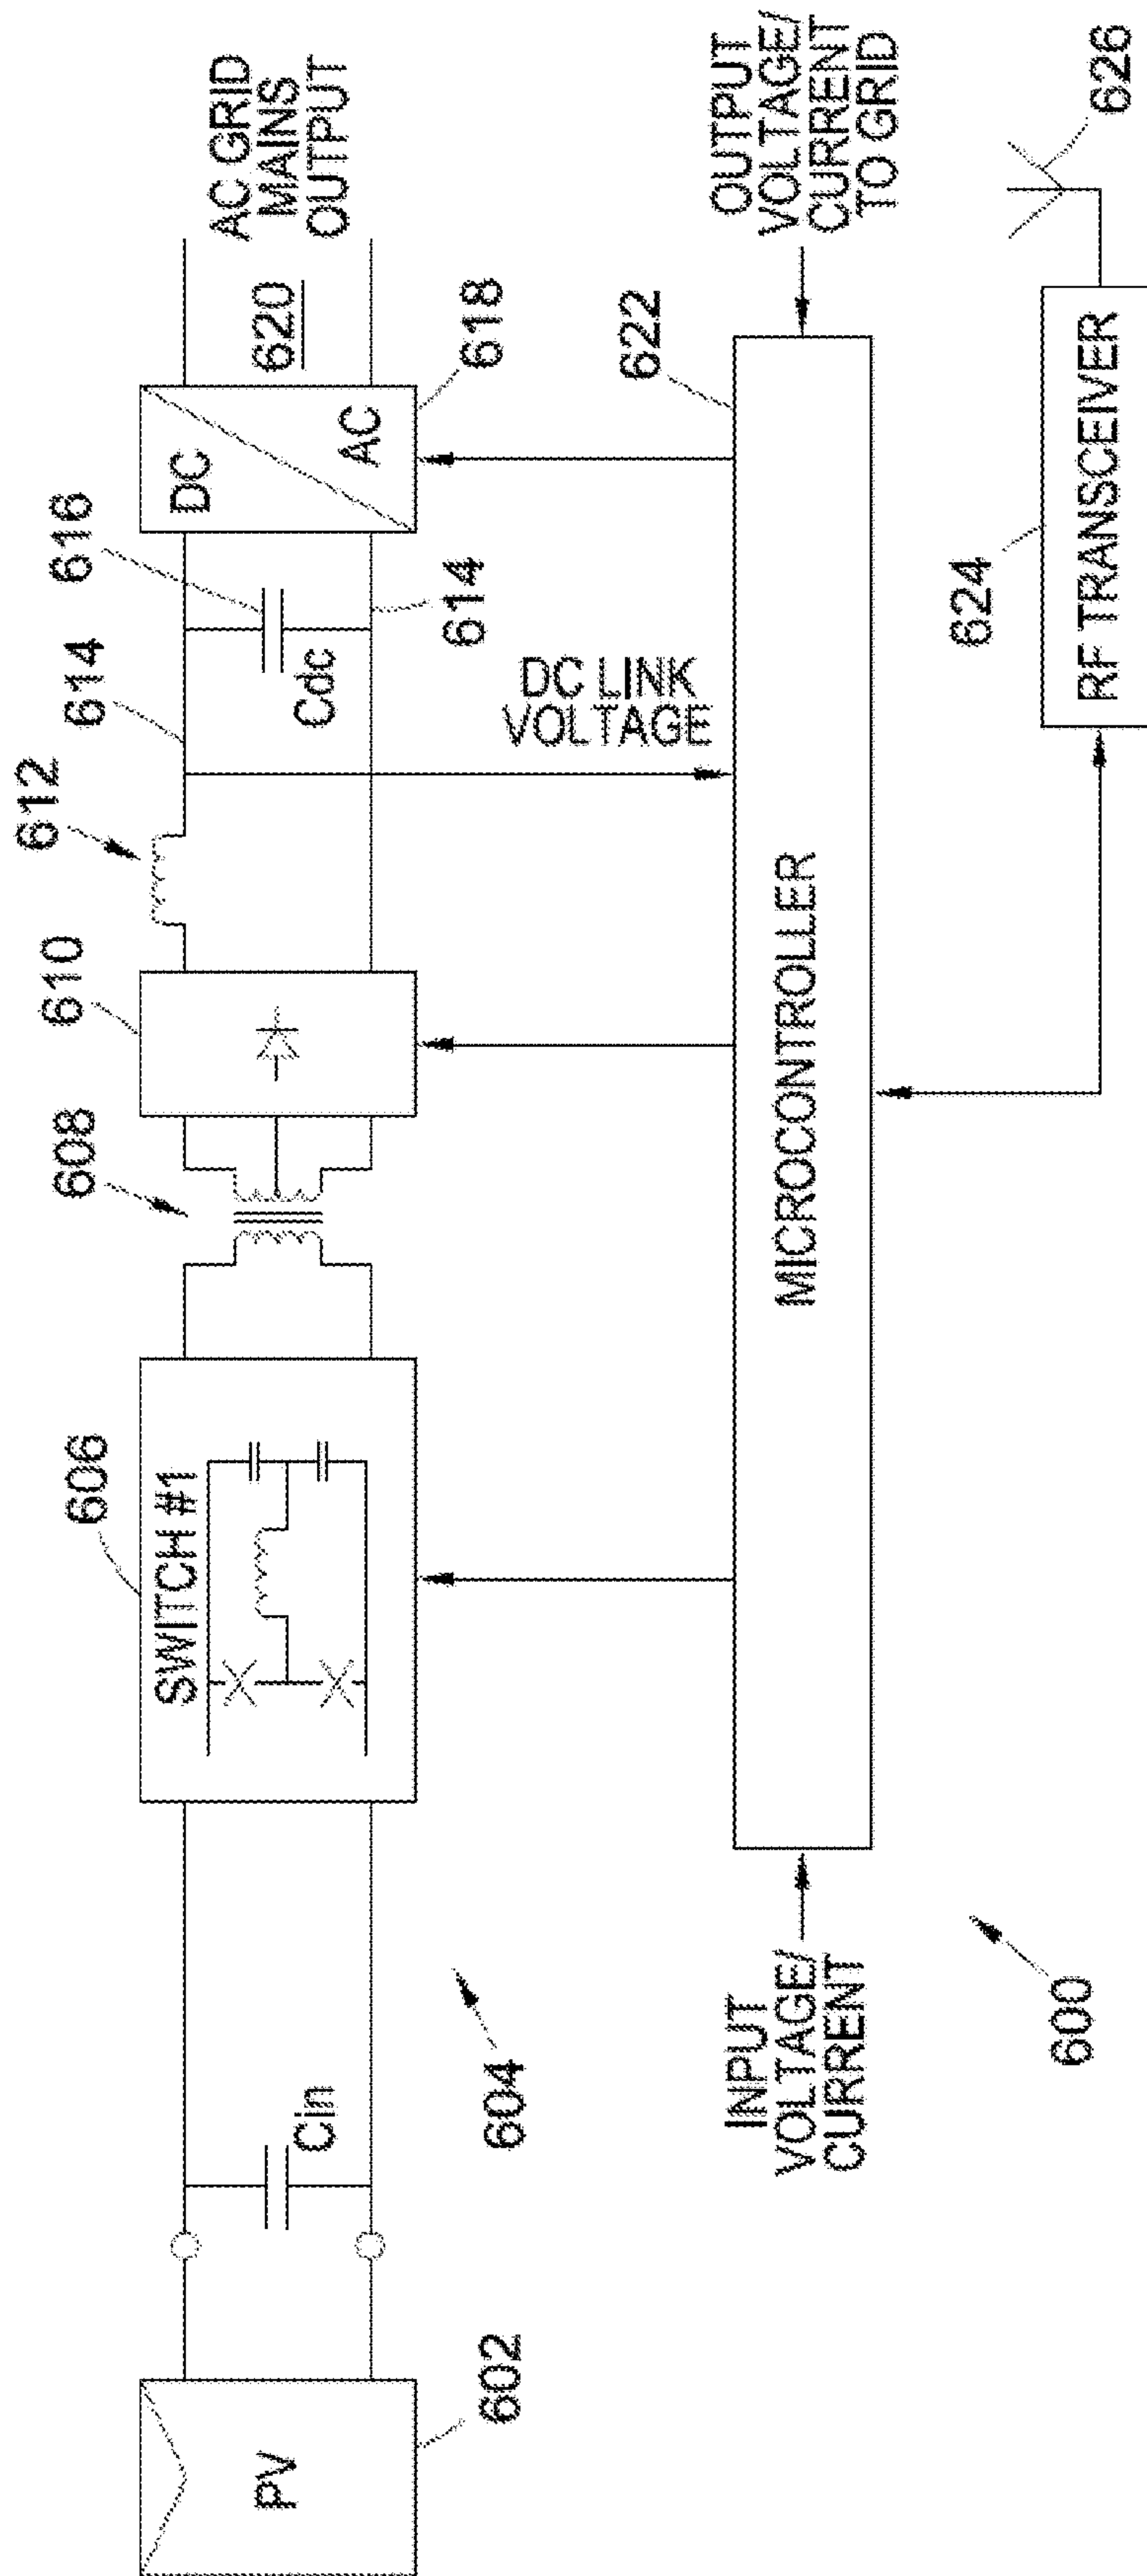 PV
602
Cin
604
SWITCH #1
606
608
610
612
614
616
Cdc
614
DC
AC
618
620
AC GRID
MAINS
OUTPUT
DC LINK
VOLTAGE
INPUT
VOLTAGE/
CURRENT
MICROCONTROLLER
622
OUTPUT
VOLTAGE/
CURRENT
TO GRID
600
624
RF TRANSCEIVER
626